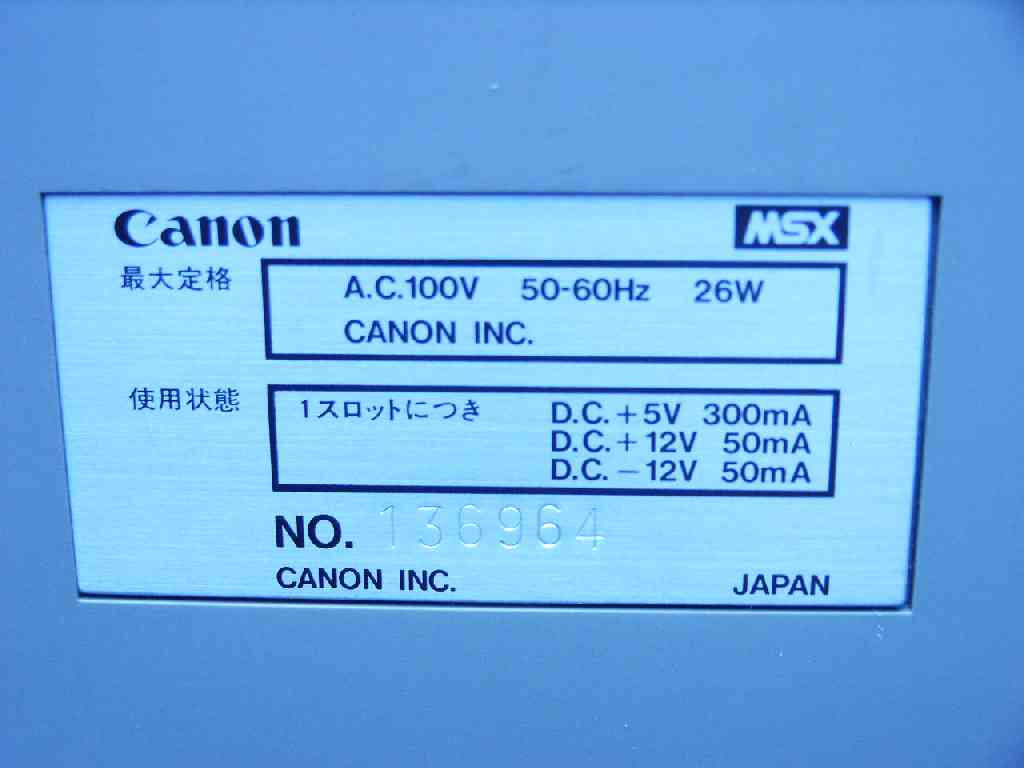 Canon MSX
最大定格 A.C.100V 50-60Hz 26W
CANON INC.
使用状態 1スロットにつき D.C.+5V 300mA
D.C.+12V 50mA
D.C.-12V 50mA
NO. 136964
CANON INC. JAPAN